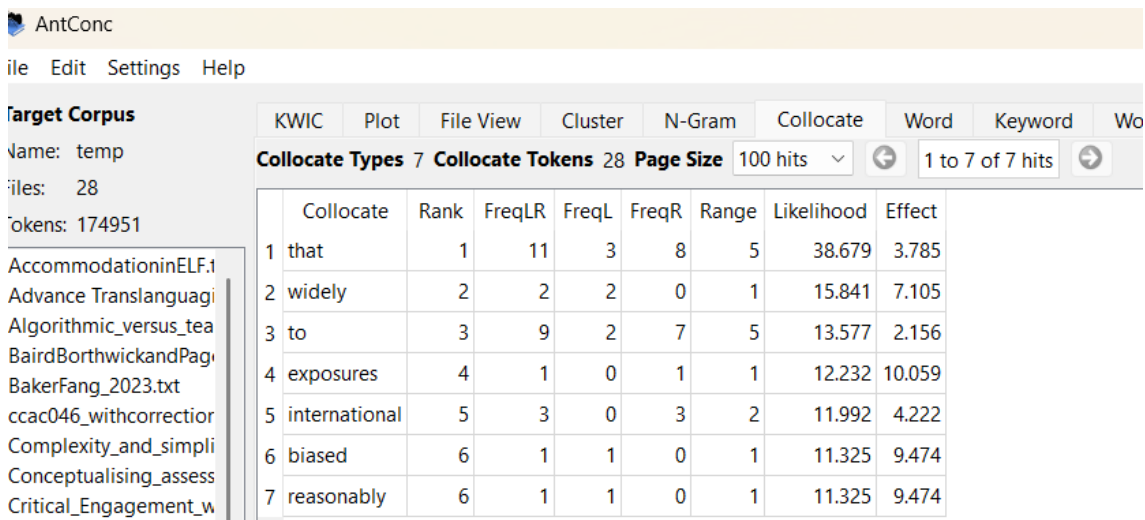 AntConc
ile Edit Settings Help
Target Corpus
Name: temp
Files: 28
Tokens: 174951
AccommodationinELF.t
Advance Translanguagi
Algorithmic_versus_tea
BairdBorthwickandPage
BakerFang_2023.txt
ccac046_withcorrection
Complexity_and_simpli
Conceptualising_assess
Critical_Engagement_w
KWIC Plot File View Cluster N-Gram Collocate Word Keyword Wo
Collocate Types 7 Collocate Tokens 28 Page Size 100 hits 1 to 7 of 7 hits
Collocate Rank FreqLR FreqL FreqR Range Likelihood Effect
1 that 1 11 3 8 5 38.679 3.785
2 widely 2 2 2 0 1 15.841 7.105
3 to 3 9 2 7 5 13.577 2.156
4 exposures 4 1 0 1 1 12.232 10.059
5 international 5 3 0 3 2 11.992 4.222
6 biased 6 1 1 0 1 11.325 9.474
7 reasonably 6 1 1 0 1 11.325 9.474